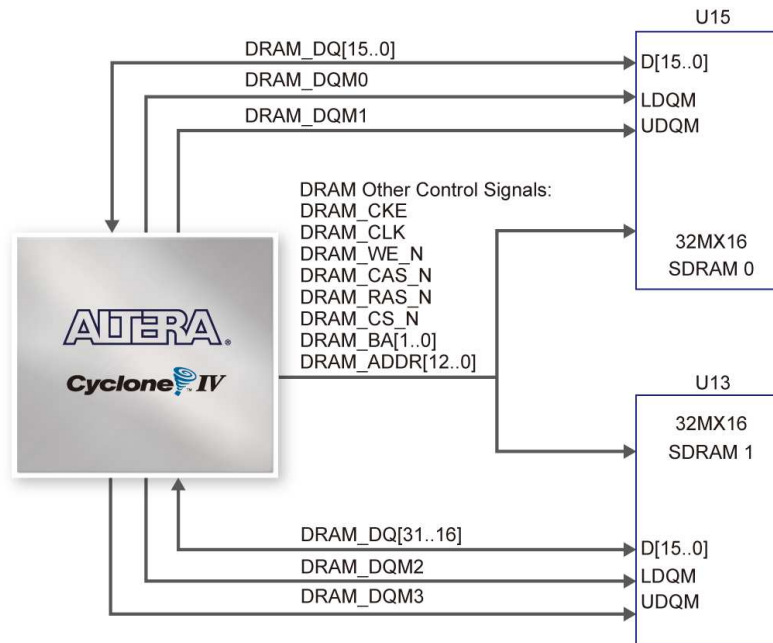 U15
DRAM_DQ[15..0]
D[15..0]
DRAM_DQM0
LDQM
DRAM_DQM1
UDQM
DRAM Other Control Signals:
DRAM_CKE
DRAM_CLK
DRAM_WE_N
DRAM_CAS_N
DRAM_RAS_N
DRAM_CS_N
DRAM_BA[1..0]
DRAM_ADDR[12..0]
32MX16
SDRAM 0
ALTERA®
Cyclone™ IV
U13
32MX16
SDRAM 1
DRAM_DQ[31..16]
D[15..0]
DRAM_DQM2
LDQM
DRAM_DQM3
UDQM